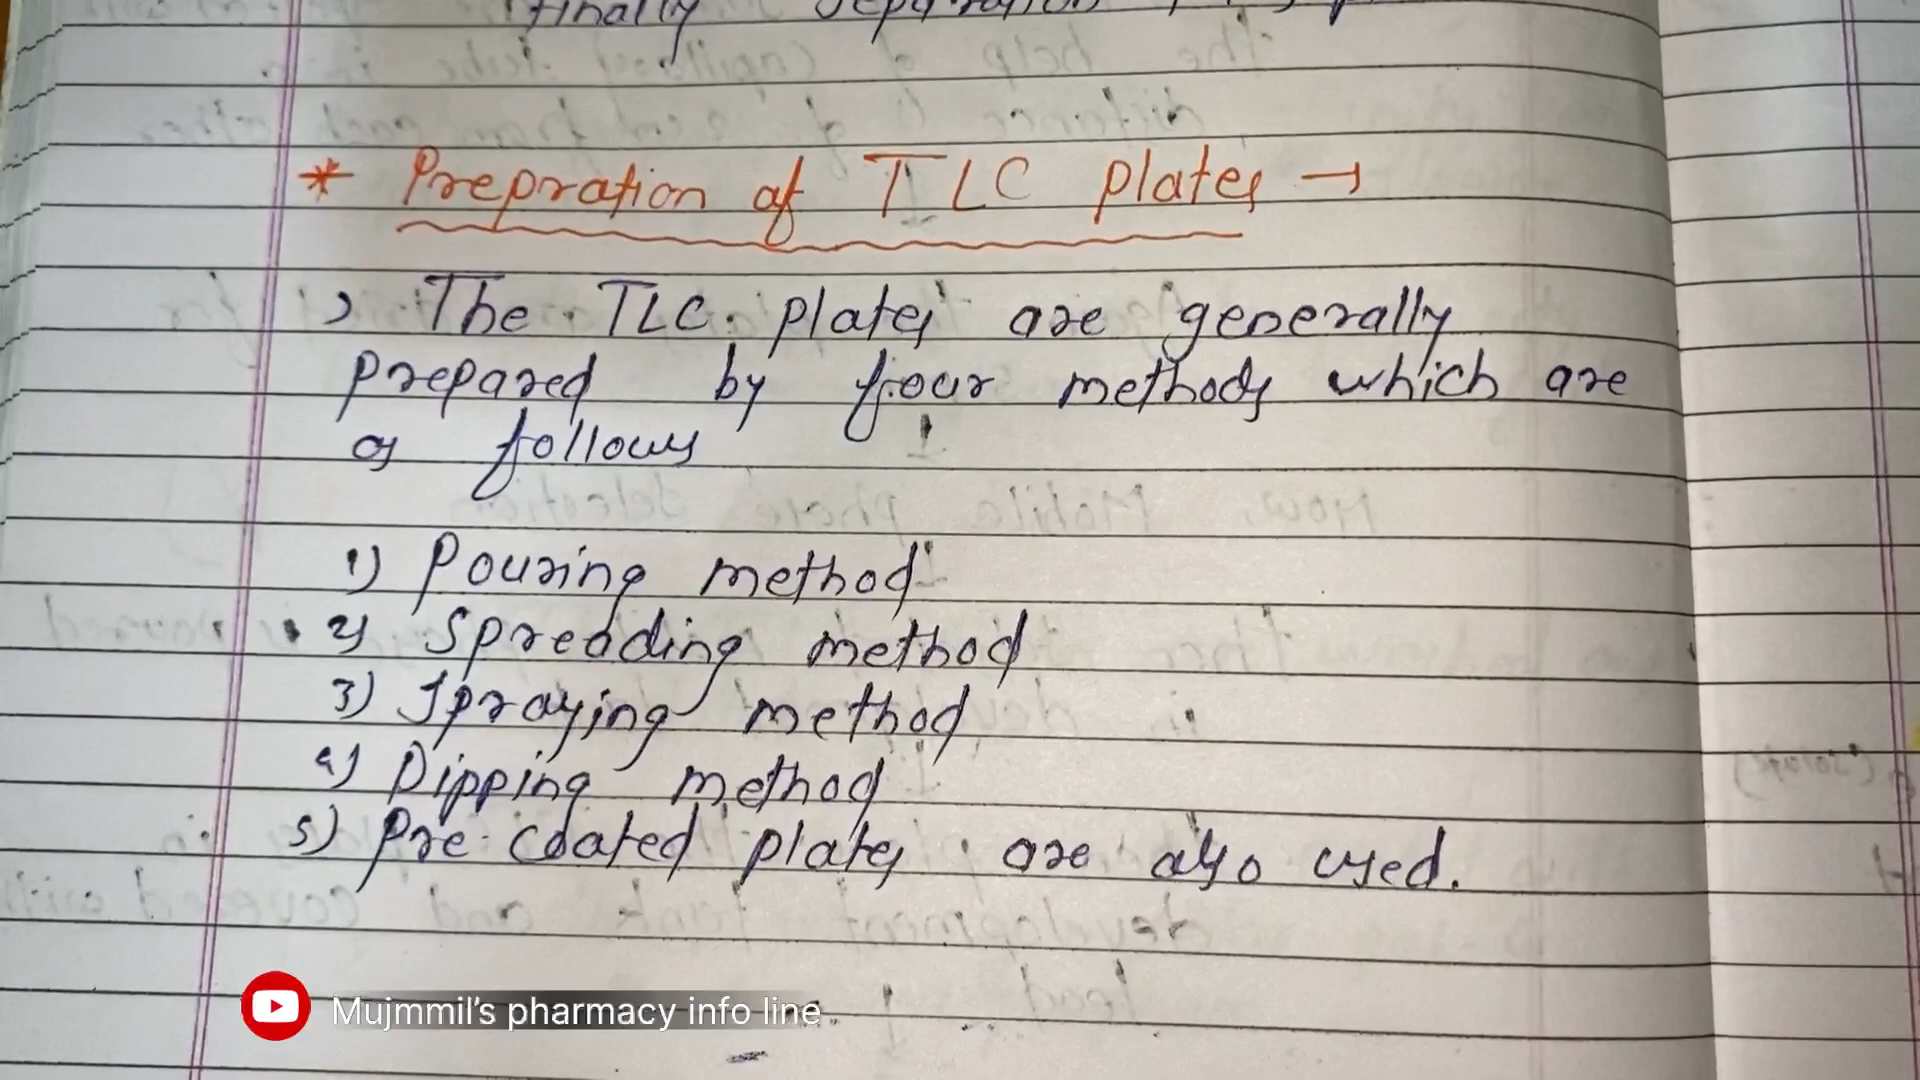 finally
* Prepration of TLC plates →
The TLC plates are generally
prepared by four methods which are
as follows
1) Pouring method
2) Spreading method
3) Spraying method
4) Dipping method
5) Pre-coated plates are also used.
Mujmmil's pharmacy info line